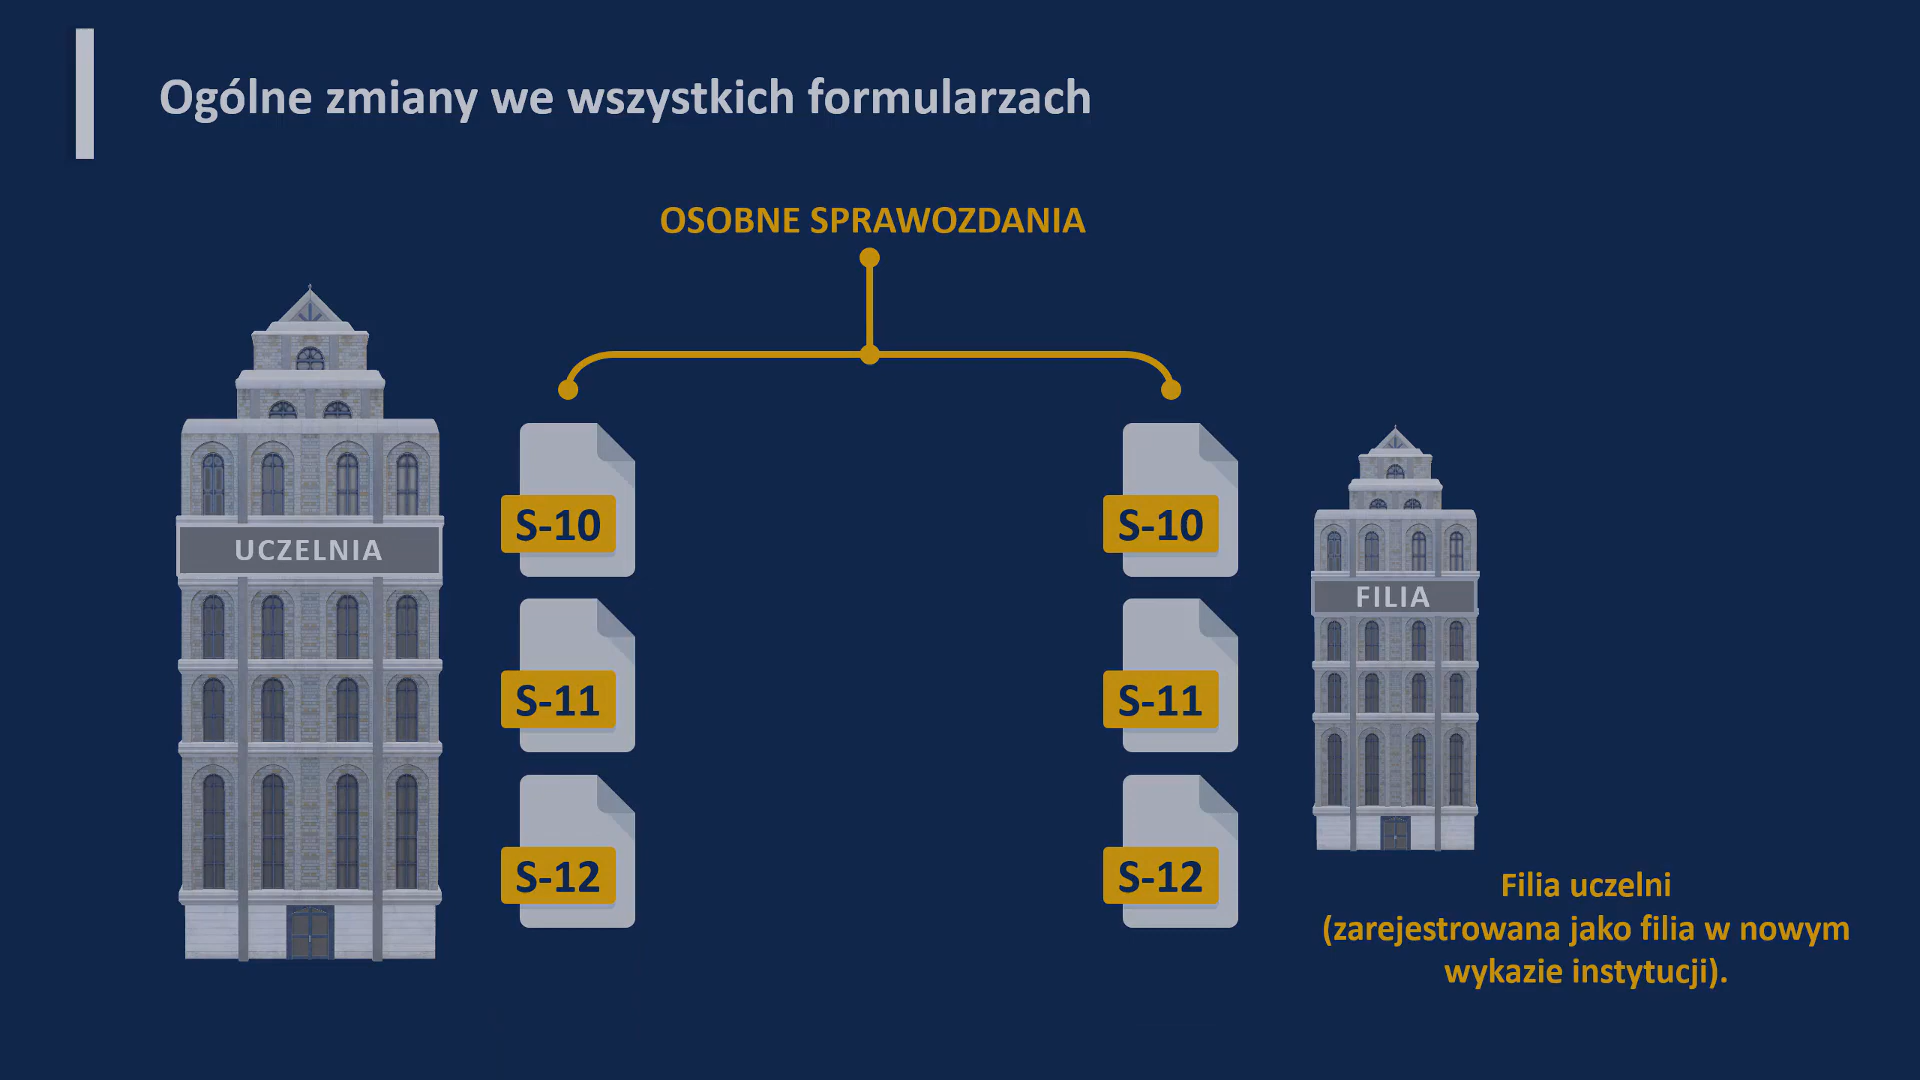 Ogólne zmiany we wszystkich formularzach
OSOBNE SPRAWOZDANIA
UCZELNIA
S-10
S-11
S-12
S-10
S-11
S-12
FILIA
Filia uczelni
(zarejestrowana jako filia w nowym
wykazie instytucji).